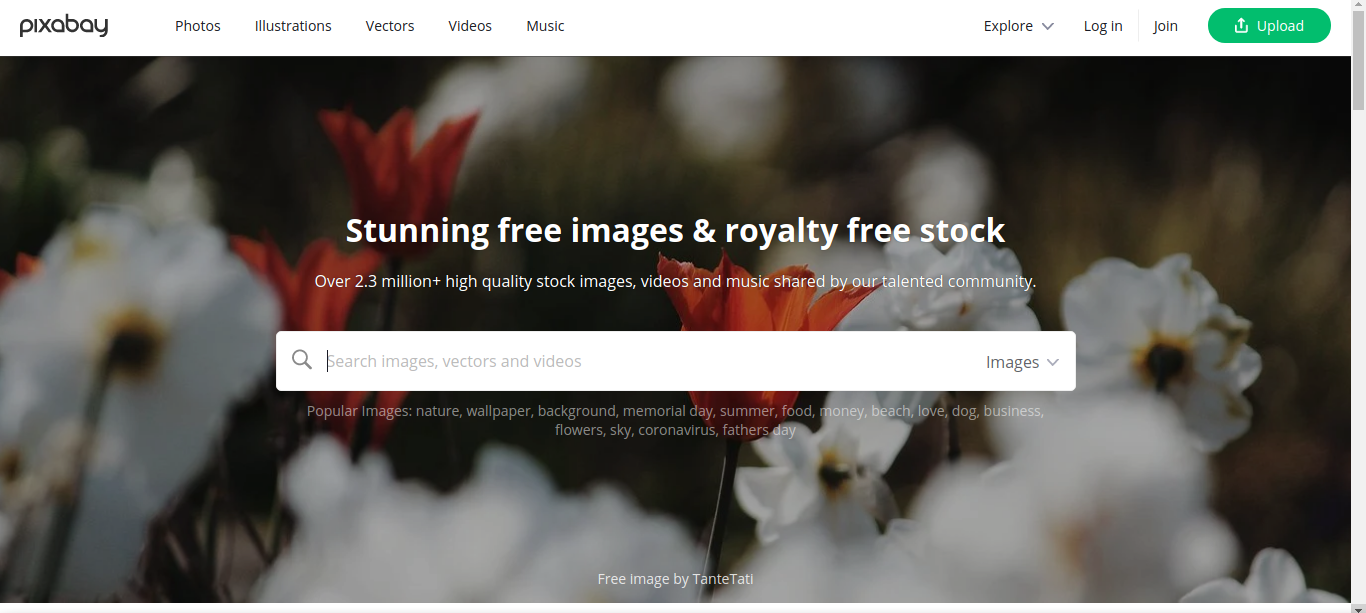 pixabay Photos Illustrations Vectors Videos Music Explore Log in Join Upload
Stunning free images & royalty free stock
Over 2.3 million+ high quality stock images, videos and music shared by our talented community.
Search images, vectors and videos Images
Popular Images: nature, wallpaper, background, memorial day, summer, food, money, beach, love, dog, business,
flowers, sky, coronavirus, fathers day
Free image by TanteTati